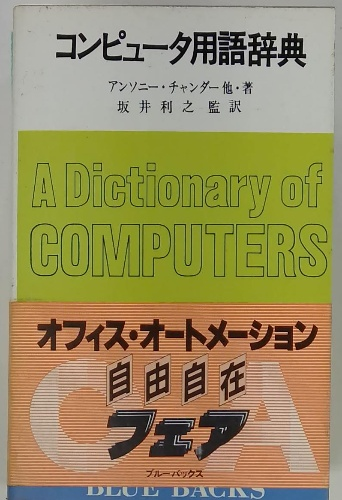 コンピュータ用語辞典
アンソニー・チャンダー他・著
坂井利之 監訳
A Dictionary of
COMPUTERS
オフィス・オートメーション
OA
自由自在
フェア
ブルーバックス
BLUE BACKS